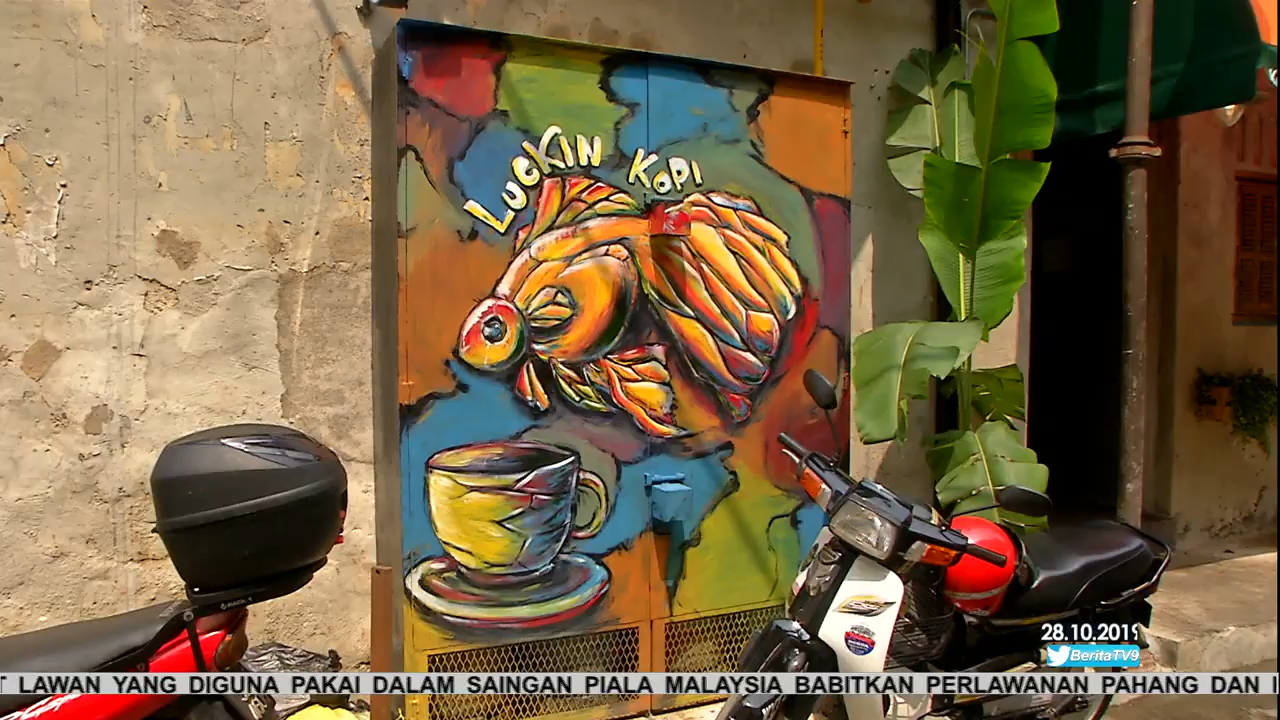 LUCKIN KOPI
28.10.2019
BeritaTV9
LAWAN YANG DIGUNA PAKAI DALAM SAINGAN PIALA MALAYSIA BABITKAN PERLAWANAN PAHANG DAN